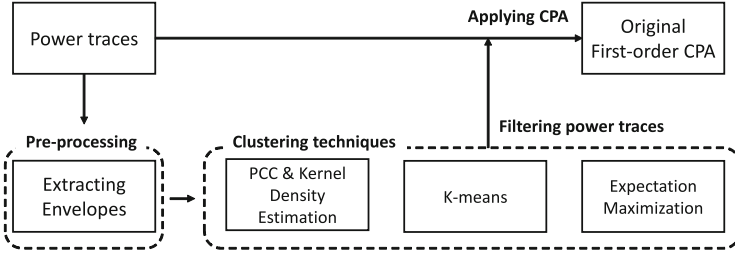 Power traces
Applying CPA
Original
First-order CPA
Pre-processing
Extracting
Envelopes
Clustering techniques
Filtering power traces
PCC & Kernel
Density
Estimation
K-means
Expectation
Maximization